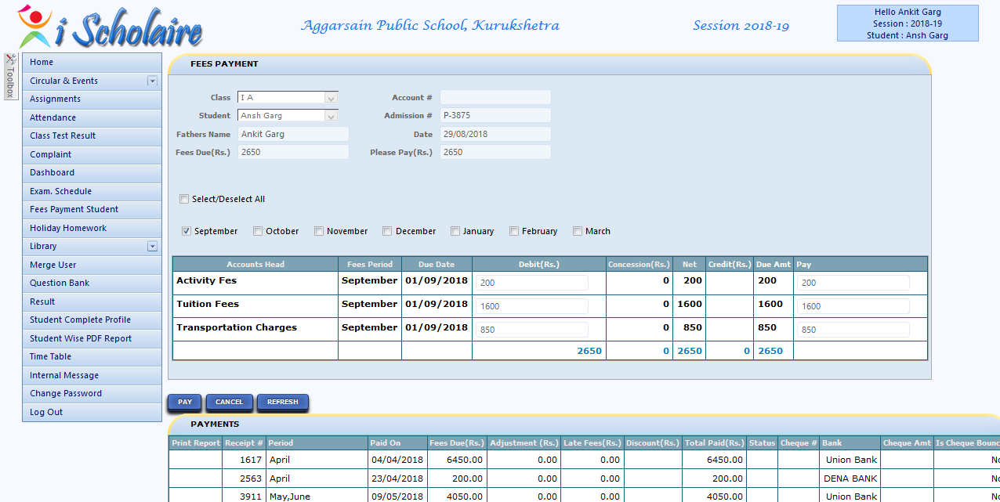 i Scholaire
Aggarsain Public School, Kurukshetra
Session 2018-19
Hello Ankit Garg
Session : 2018-19
Student : Ansh Garg
Toolbox
Home
Circular & Events
Assignments
Attendance
Class Test Result
Complaint
Dashboard
Exam. Schedule
Fees Payment Student
Holiday Homework
Library
Merge User
Question Bank
Result
Student Complete Profile
Student Wise PDF Report
Time Table
Internal Message
Change Password
Log Out
FEES PAYMENT
Class I A Account #
Student Ansh Garg Admission # P-3875
Fathers Name Ankit Garg Date 29/08/2018
Fees Due(Rs.) 2650 Please Pay(Rs.) 2650
Select/Deselect All
September October November December January February March
Accounts Head Fees Period Due Date Debit(Rs.) Concession(Rs.) Net Credit(Rs.) Due Amt Pay
Activity Fes September 01/09/2018 200 0 200 200 200
Tuition Fees September 01/09/2018 1600 0 1600 1600 1600
Transportation Charges September 01/09/2018 850 0 850 850 850
2650 0 2650 0 2650
PAY CANCEL REFRESH
PAYMENTS
Print Report Receipt # Period Paid On Fees Due(Rs.) Adjustment (Rs.) Late Fees(Rs.) Discount(Rs.) Total Paid(Rs.) Status Cheque # Bank Cheque Amt Is Cheque Bounc
1617 April 04/04/2018 6450.00 0.00 0.00 6450.00 Union Bank No
2563 April 23/04/2018 200.00 0.00 0.00 200.00 DENA BANK No
3911 May,June 09/05/2018 4050.00 0.00 0.00 4050.00 Union Bank No